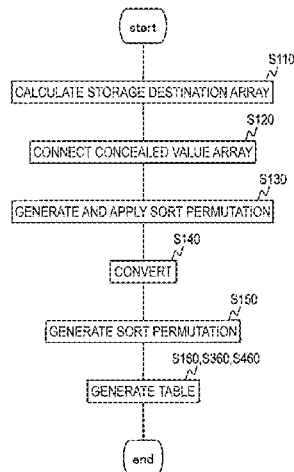 start
S110
CALCULATE STORAGE DESTINATION ARRAY
S120
CONNECT CONCEALED VALUE ARRAY
S130
GENERATE AND APPLY SORT PERMUTATION
S140
CONVERT
S150
GENERATE SORT PERMUTATION
S160,S360,S460
GENERATE TABLE
end